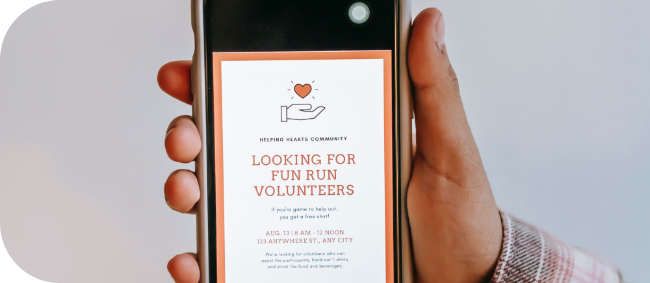 HELPING HEARTS COMMUNITY
LOOKING FOR
FUN RUN
VOLUNTEERS
If you're game to help out,
you get a free shirt!
AUG. 13 | 8 AM - 12 NOON
123 ANYWHERE ST., ANY CITY
We're looking for volunteers who can
assist the participants, hand out T-shirts,
and stock the food and beverages.